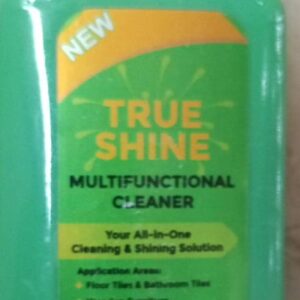 NEW
TRUE
SHINE
MULTIFUNCTIONAL
CLEANER
Your All-in-One
Cleaning & Shining Solution
Application Areas:
Floor Tiles & Bathroom Tiles